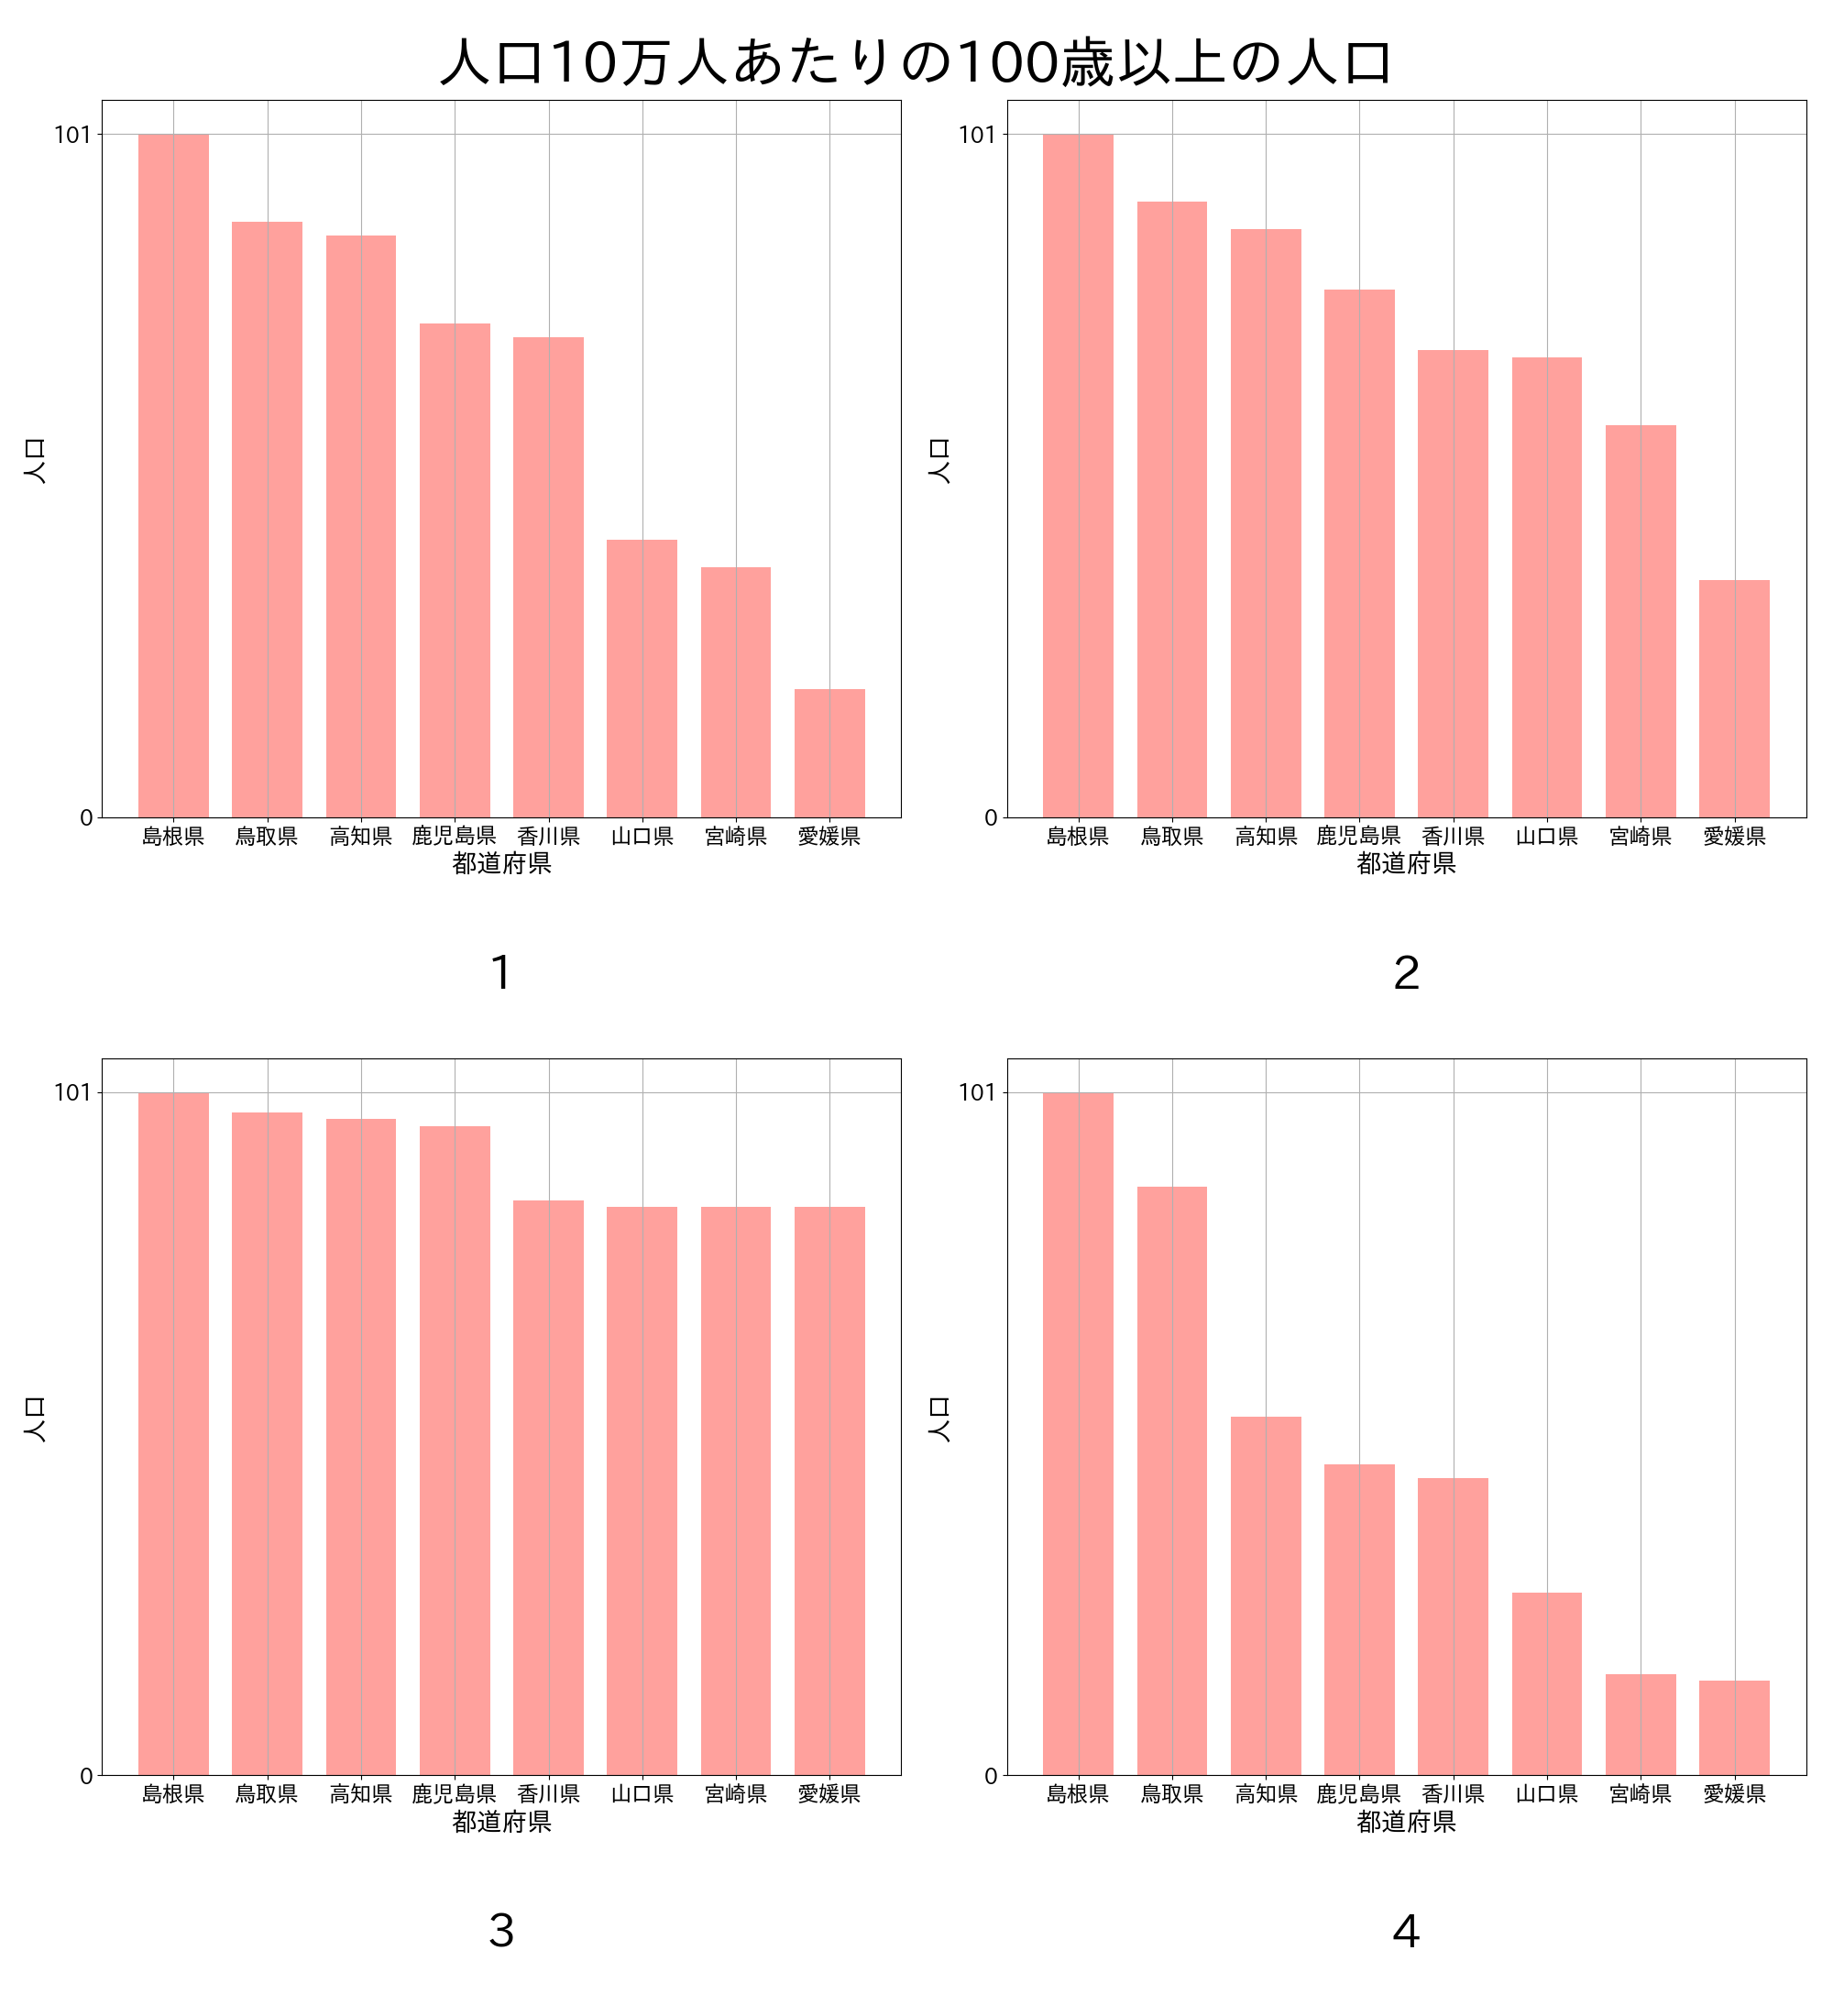 人口10万人あたりの100歳以上の人口
101
人口
0
島根県 鳥取県 高知県 鹿児島県 香川県 山口県 宮崎県 愛媛県
都道府県
1
101
人口
0
島根県 鳥取県 高知県 鹿児島県 香川県 山口県 宮崎県 愛媛県
都道府県
2
101
人口
0
島根県 鳥取県 高知県 鹿児島県 香川県 山口県 宮崎県 愛媛県
都道府県
3
101
人口
0
島根県 鳥取県 高知県 鹿児島県 香川県 山口県 宮崎県 愛媛県
都道府県
4